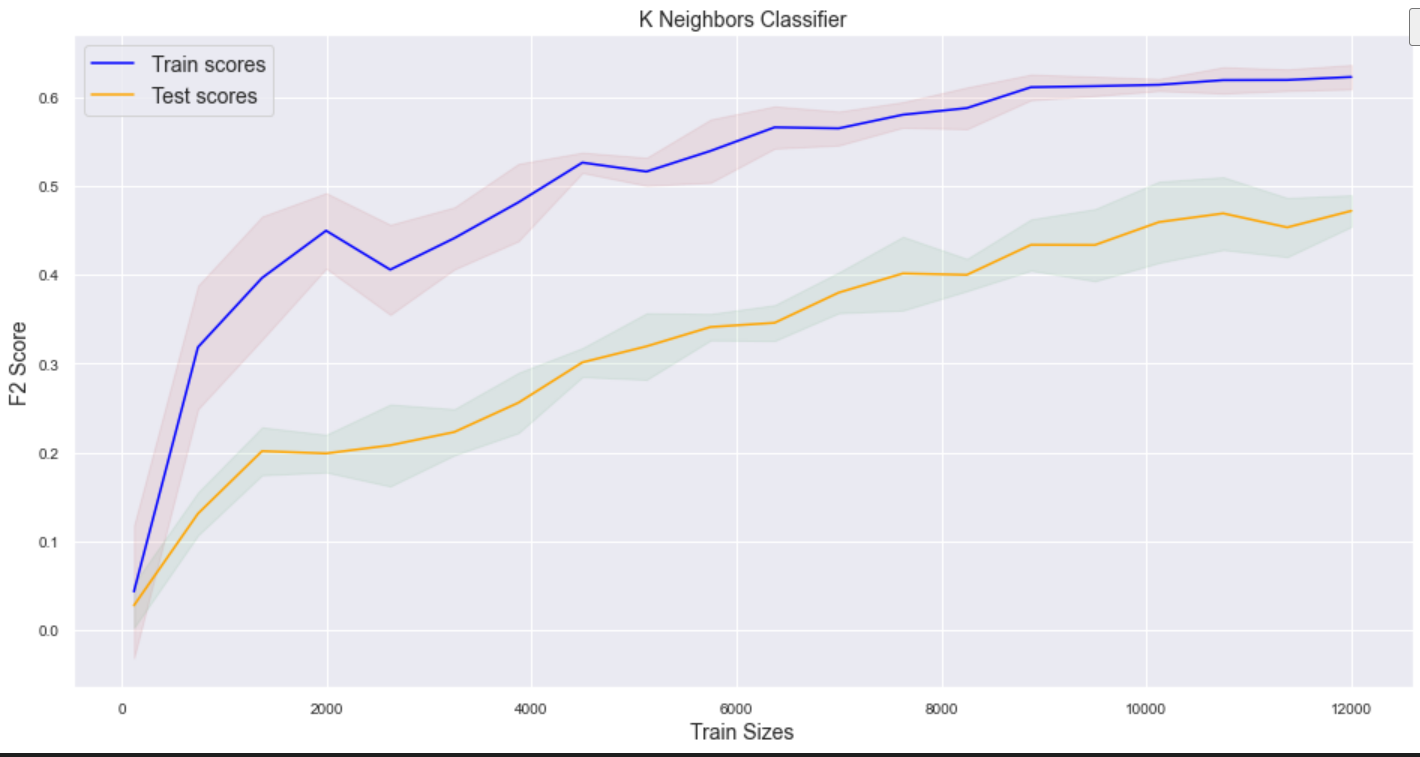 K Neighbors Classifier
Train scores
Test scores
0.6
0.5
0.4
0.3
0.2
0.1
0.0
F2 Score
0 2000 4000 6000 8000 10000 12000
Train Sizes